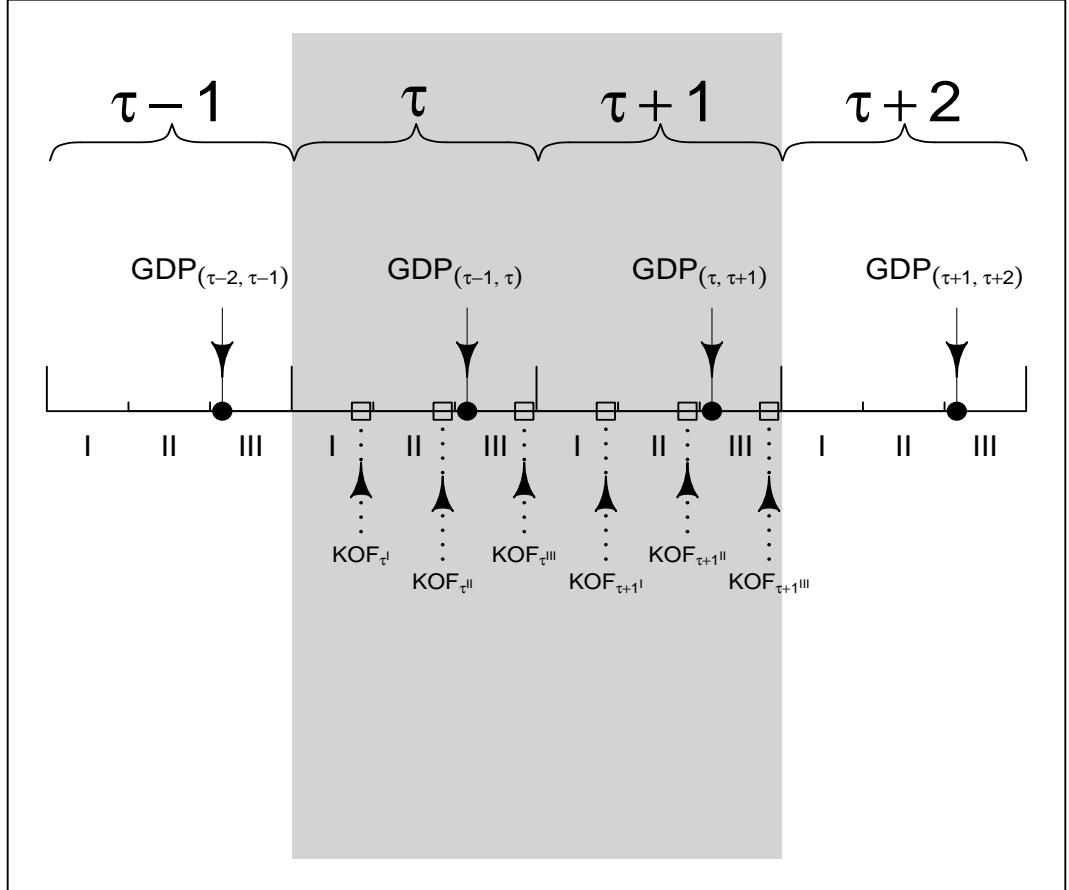 τ − 1 τ τ + 1 τ + 2
GDP(τ−2, τ−1) GDP(τ−1, τ) GDP(τ, τ+1) GDP(τ+1, τ+2)
I II III I II III I II III I II III
KOFτᴵ KOFτᴵᴵᴵ KOFτ+1ᴵᴵ
KOFτᴵᴵ KOFτ+1ᴵ KOFτ+1ᴵᴵᴵ